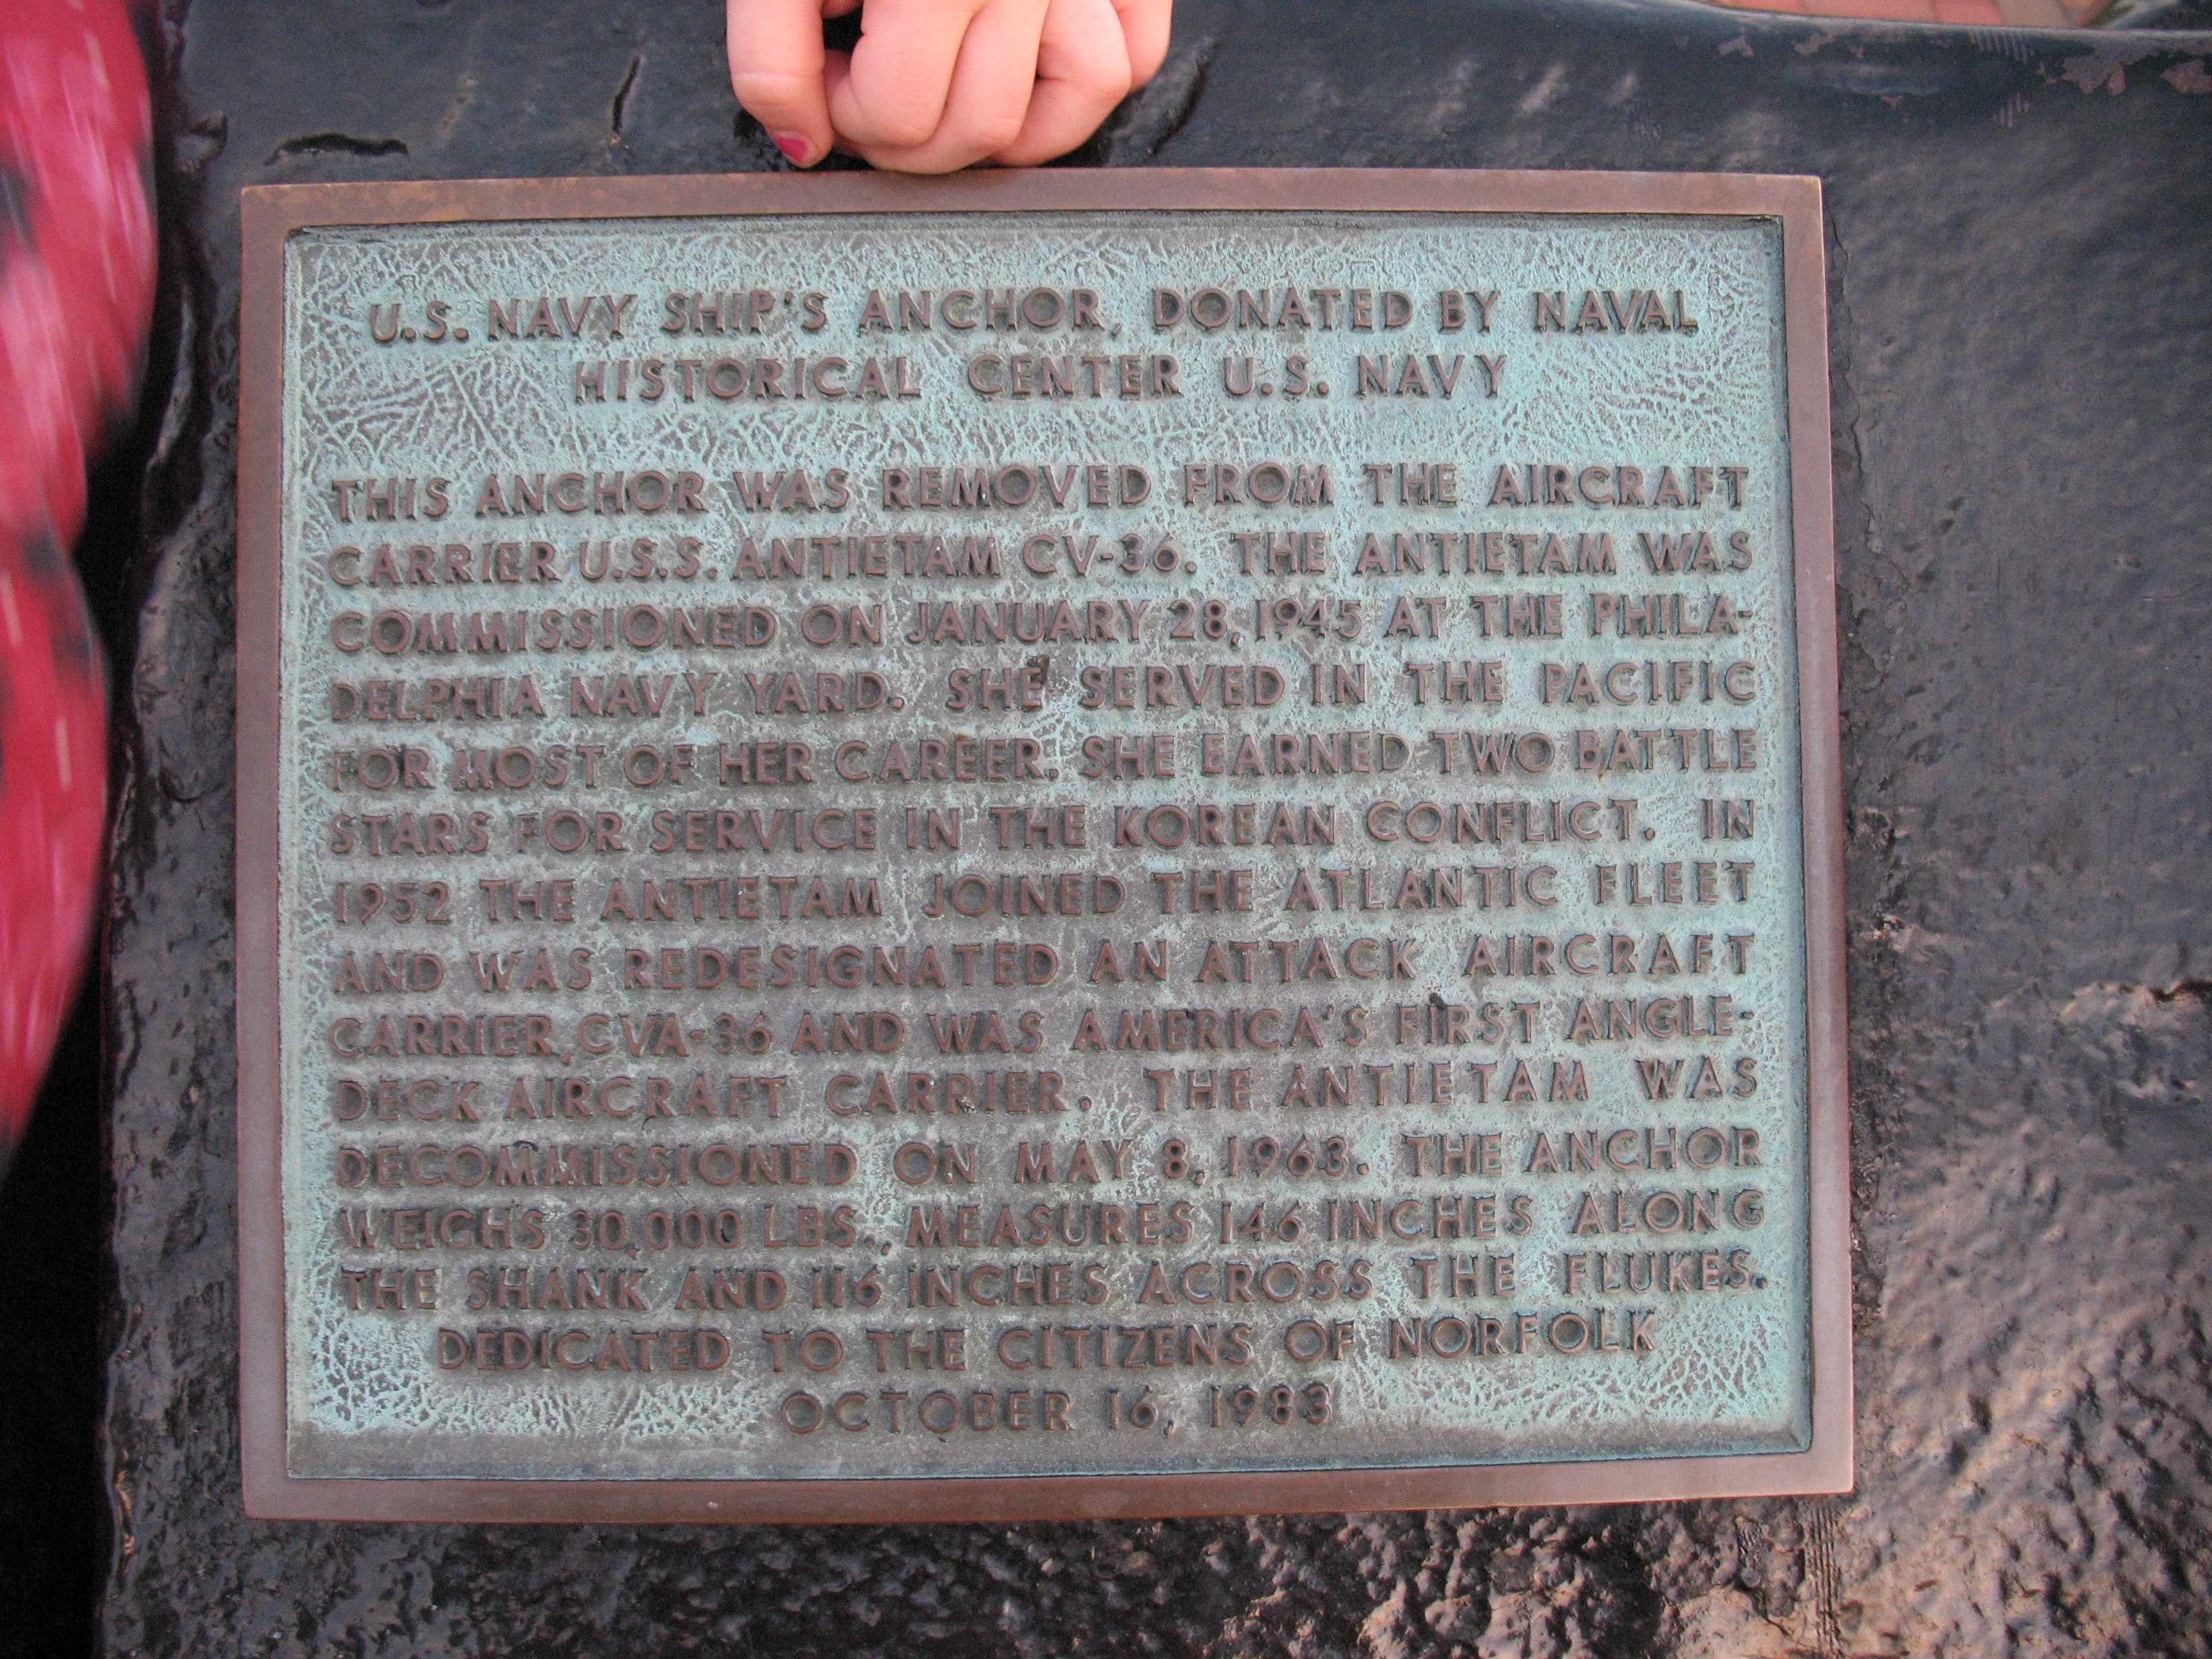 U.S. NAVY SHIP'S ANCHOR, DONATED BY NAVAL
HISTORICAL CENTER U.S. NAVY
THIS ANCHOR WAS REMOVED FROM THE AIRCRAFT
CARRIER U.S.S. ANTIETAM CV-36. THE ANTIETAM WAS
COMMISSIONED ON JANUARY 28, 1945 AT THE PHILA-
DELPHIA NAVY YARD. SHE SERVED IN THE PACIFIC
FOR MOST OF HER CAREER. SHE EARNED TWO BATTLE
STARS FOR SERVICE IN THE KOREAN CONFLICT. IN
1952 THE ANTIETAM JOINED THE ATLANTIC FLEET
AND WAS REDESIGNATED AN ATTACK AIRCRAFT
CARRIER, CVA-36 AND WAS AMERICA'S FIRST ANGLE-
DECK AIRCRAFT CARRIER. THE ANTIETAM WAS
DECOMMISSIONED ON MAY 8, 1963. THE ANCHOR
WEIGHS 30,000 LBS., MEASURES 146 INCHES ALONG
THE SHANK AND 116 INCHES ACROSS THE FLUKES.
DEDICATED TO THE CITIZENS OF NORFOLK
OCTOBER 16, 1983